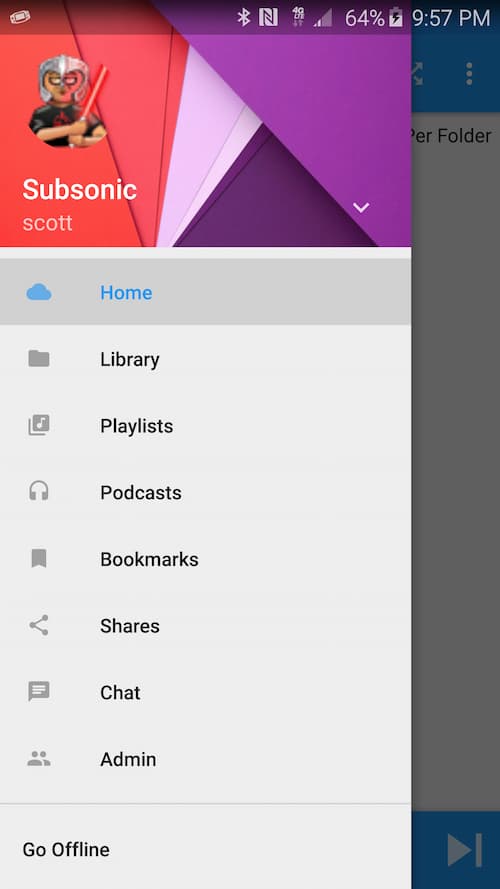 64% 9:57 PM
Per Folder
Subsonic
scott
Home
Library
Playlists
Podcasts
Bookmarks
Shares
Chat
Admin
Go Offline